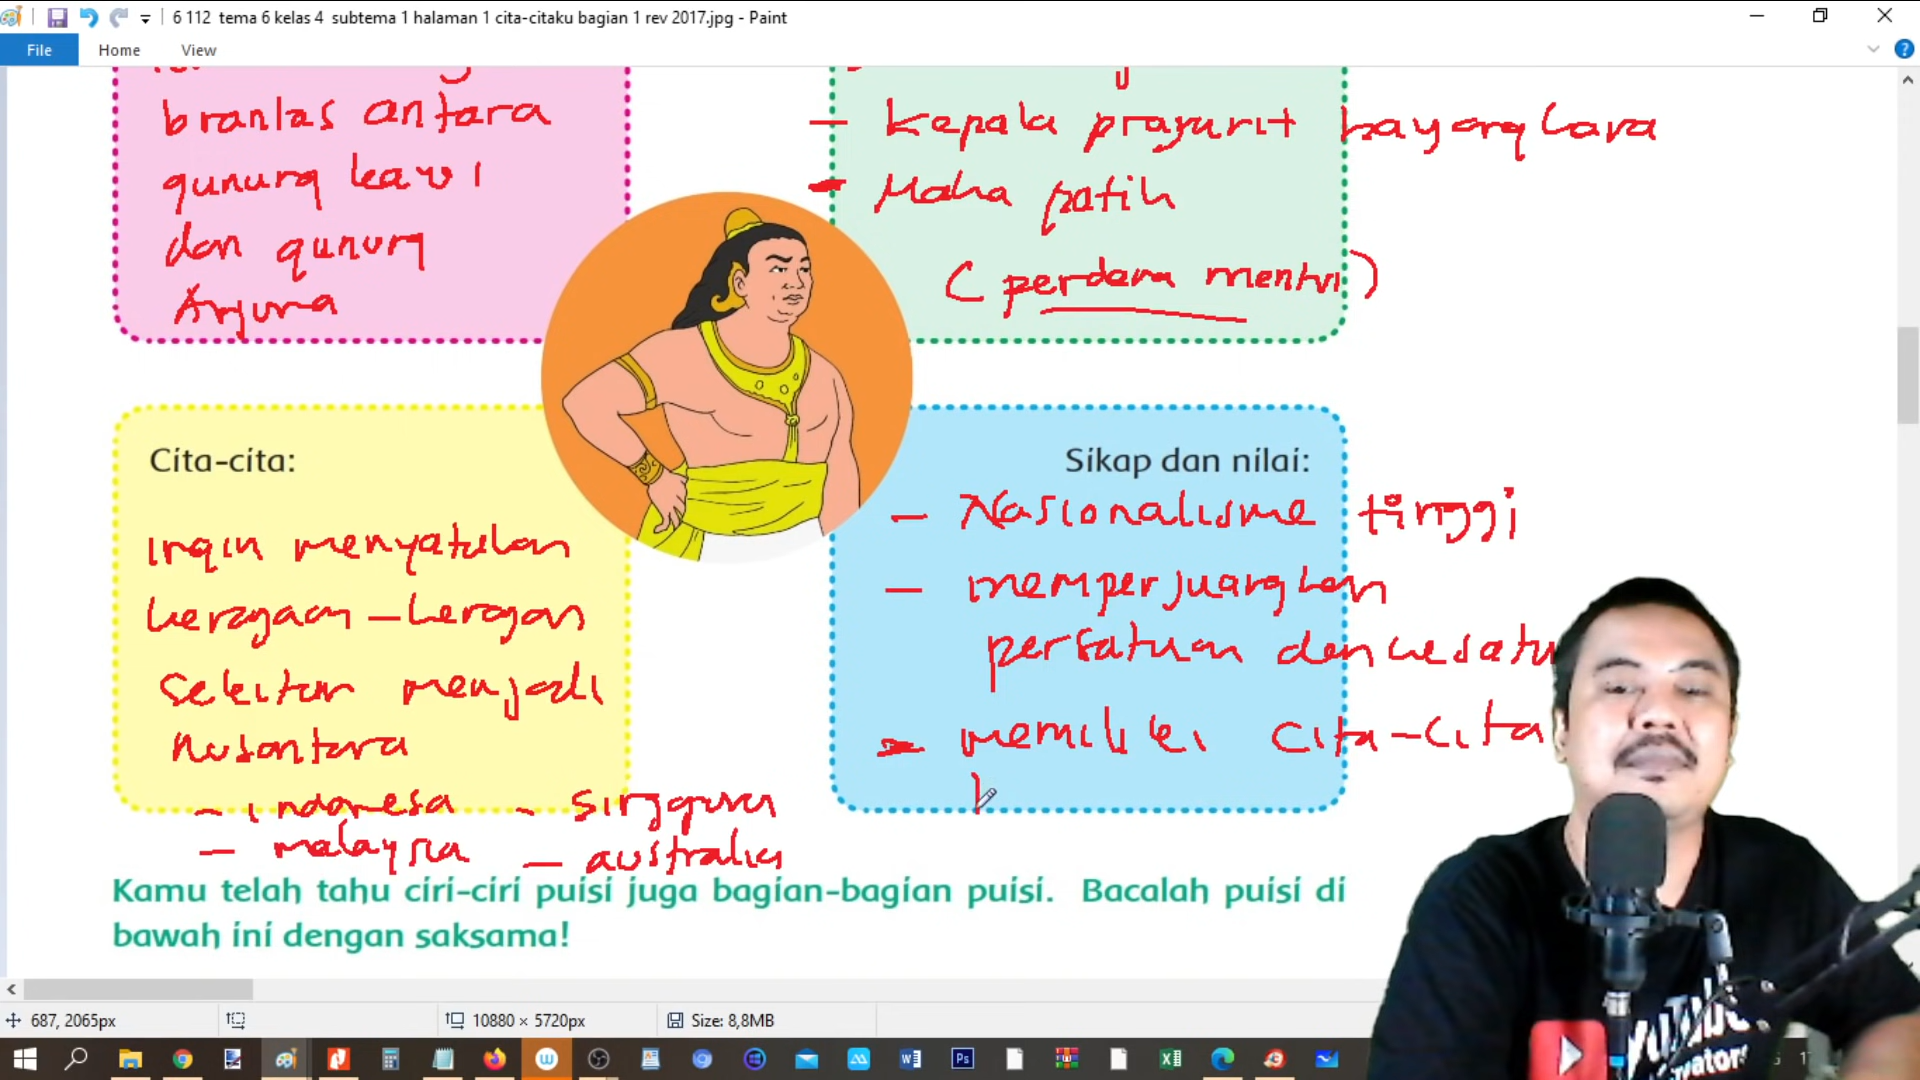 6 112 tema 6 kelas 4 subtema 1 halaman 1 cita-citaku bagian 1 rev 2017.jpg - Paint
File Home View
brantas antara
gunung kawi
dan gunung
Arjuna
- Kepala prajurit bayangkara
- Maha patih
(perdana mentri)
Cita-cita:
ingin menyatukan
kerajaan-kerajaan
sekitar menjadi
Nusantara
- indonesia - singapura
- malaysia - australia
Sikap dan nilai:
- Nasionalisme tinggi
- memperjuangkan
persatuan dan kesatu
- memiliki cita-cita
Kamu telah tahu ciri-ciri puisi juga bagian-bagian puisi. Bacalah puisi di
bawah ini dengan saksama!
687, 2065px
10880 × 5720px
Size: 8,8MB